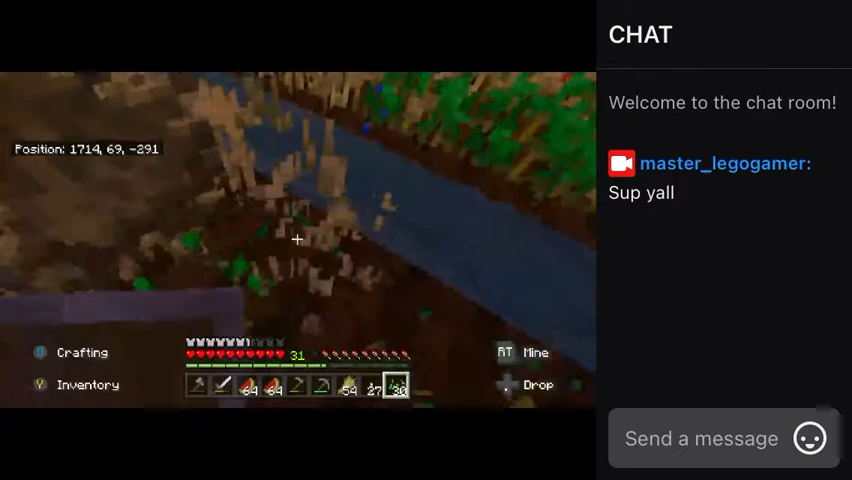 CHAT
Welcome to the chat room!
master_legogamer:
Sup yall
Position: 1714, 69, -291
31
Crafting
RT Mine
Y Inventory
64 64 54 27 30
Drop
Send a message